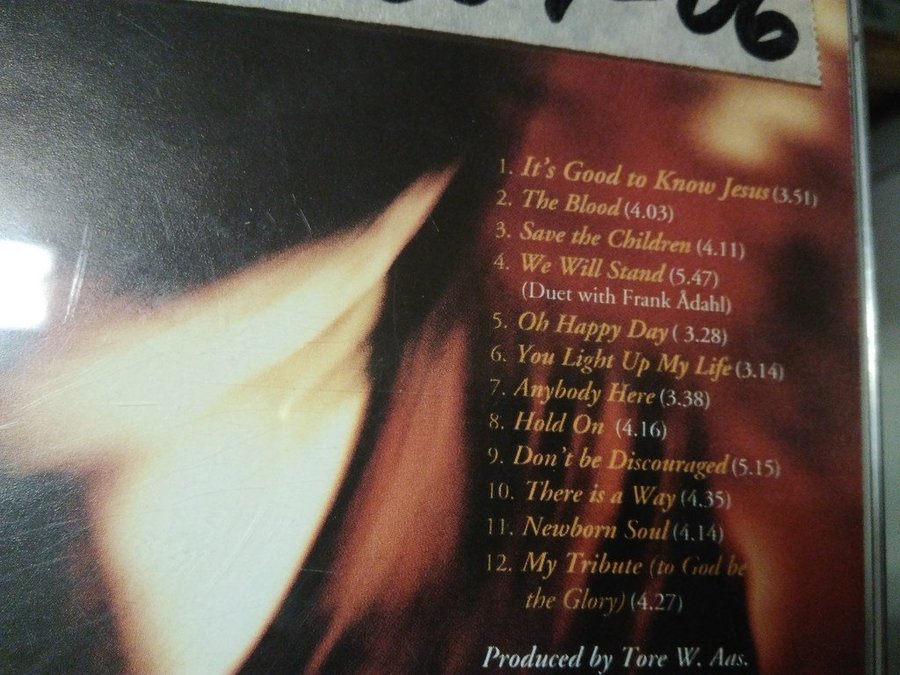 -06
1. It's Good to Know Jesus (3.51)
2. The Blood (4.03)
3. Save the Children (4.11)
4. We Will Stand (5.47)
(Duet with Frank Ådahl)
5. Oh Happy Day ( 3.28)
6. You Light Up My Life (3.14)
7. Anybody Here (3.38)
8. Hold On (4.16)
9. Don't be Discouraged (5.15)
10. There is a Way (4.35)
11. Newborn Soul (4.14)
12. My Tribute (to God be
the Glory) (4.27)
Produced by Tore W. Aas.